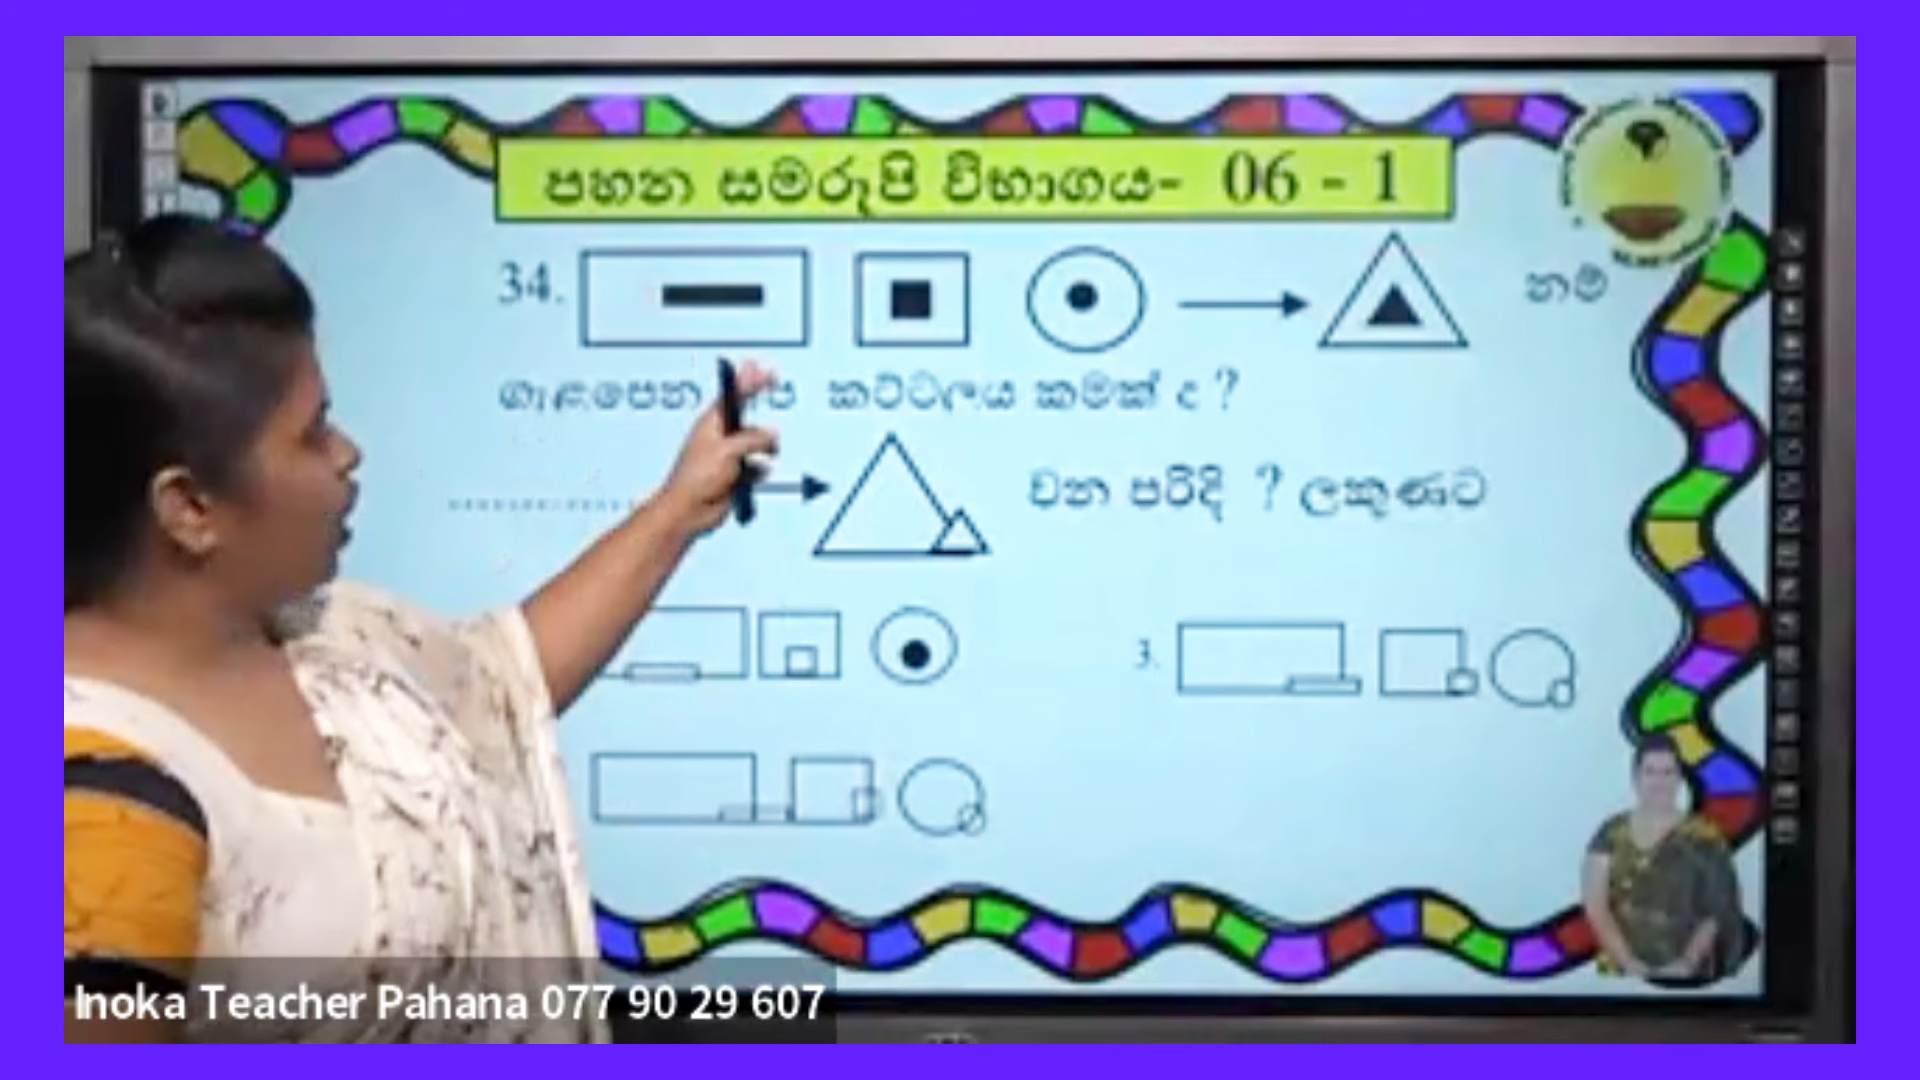 පහන සමරූපි විභාගය- 06 - 1
34. නම්
ගැළපෙන කට්ටලය කමක් ද ?
වන පරිදි ? ලකුණට
3.
Inoka Teacher Pahana 077 90 29 607